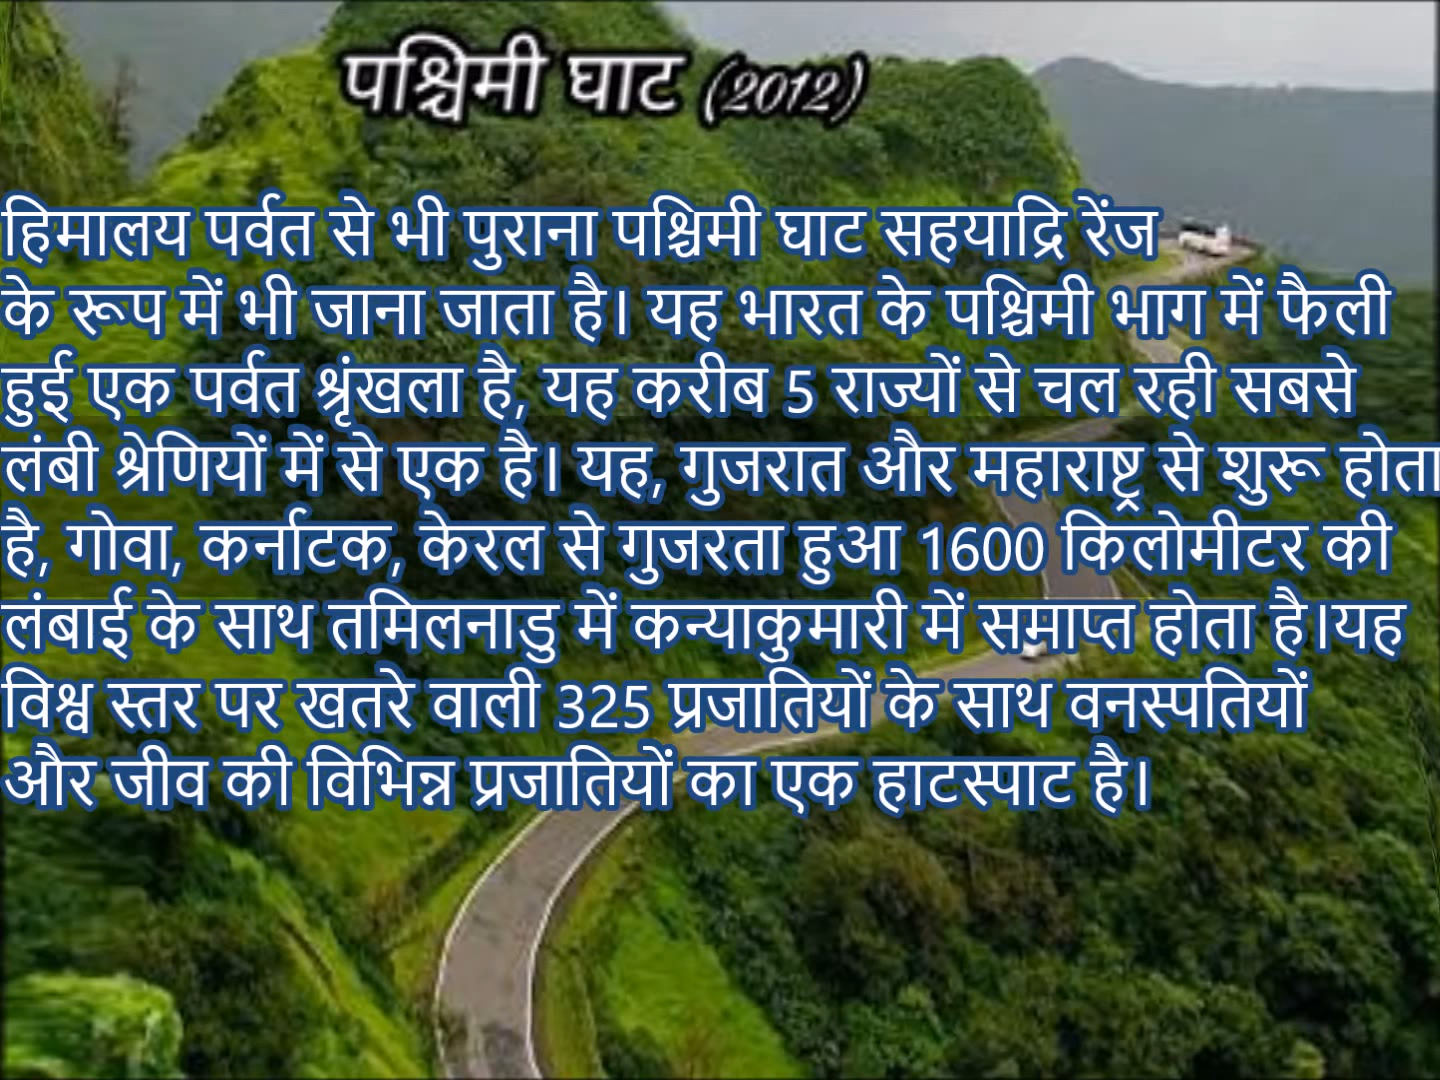 पश्चिमी घाट (2012)
हिमालय पर्वत से भी पुराना पश्चिमी घाट सहयाद्रि रेंज
के रूप में भी जाना जाता है। यह भारत के पश्चिमी भाग में फैली
हुई एक पर्वत श्रृंखला है, यह करीब 5 राज्यों से चल रही सबसे
लंबी श्रेणियों में से एक है। यह, गुजरात और महाराष्ट्र से शुरू होता
है, गोवा, कर्नाटक, केरल से गुजरता हुआ 1600 किलोमीटर की
लंबाई के साथ तमिलनाडु में कन्याकुमारी में समाप्त होता है।यह
विश्व स्तर पर खतरे वाली 325 प्रजातियों के साथ वनस्पतियों
और जीव की विभिन्न प्रजातियों का एक हाटस्पाट है।